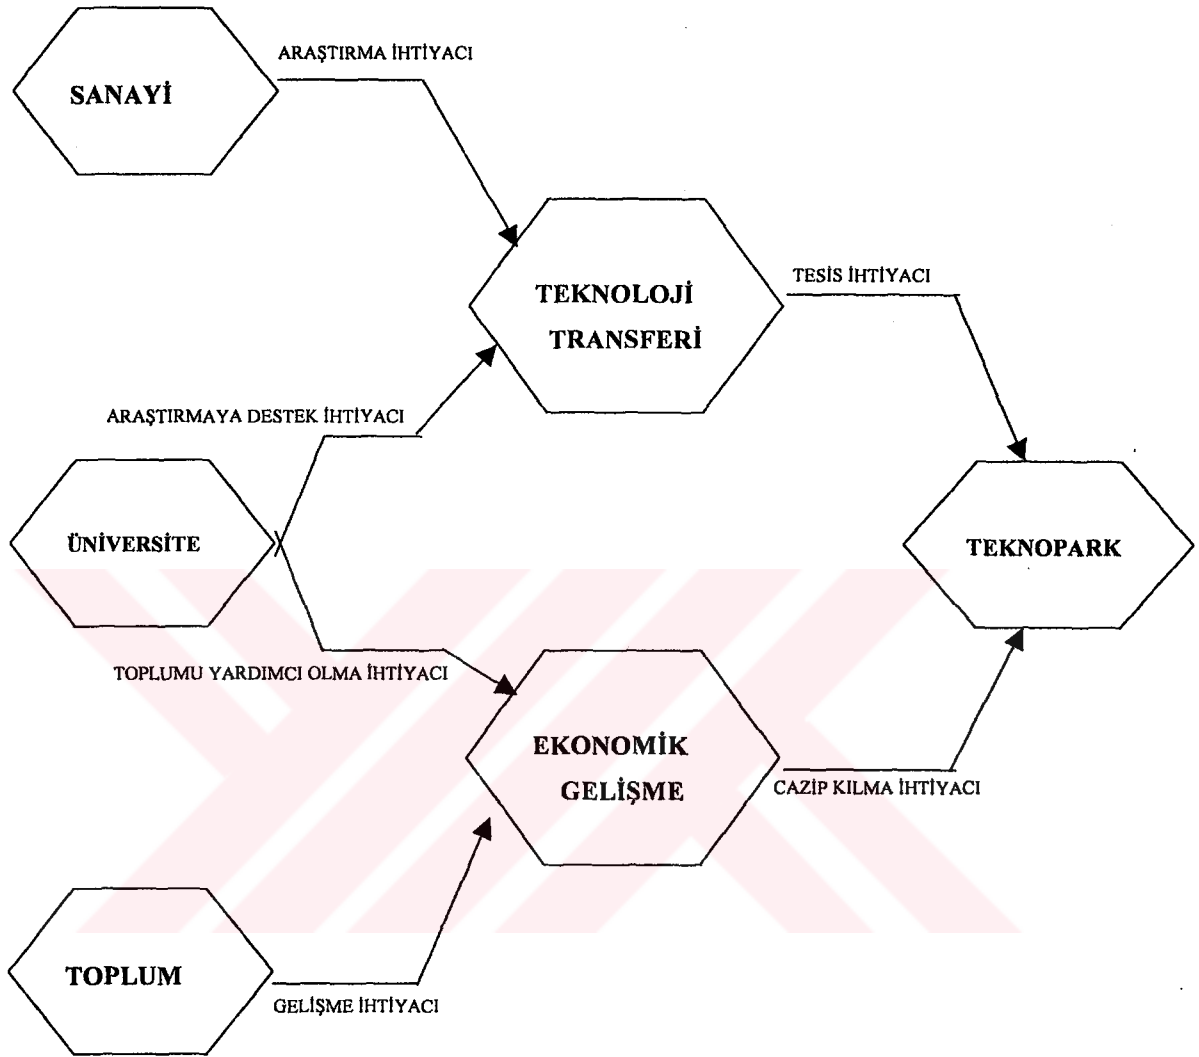 ARAŞTIRMA İHTİYACI
SANAYİ
TEKNOLOJİ
TRANSFERİ
TESİS İHTİYACI
ARAŞTIRMAYA DESTEK İHTİYACI
ÜNİVERSİTE
TEKNOPARK
TOPLUMU YARDIMCI OLMA İHTİYACI
EKONOMİK
GELİŞME
CAZİP KILMA İHTİYACI
TOPLUM
GELİŞME İHTİYACI